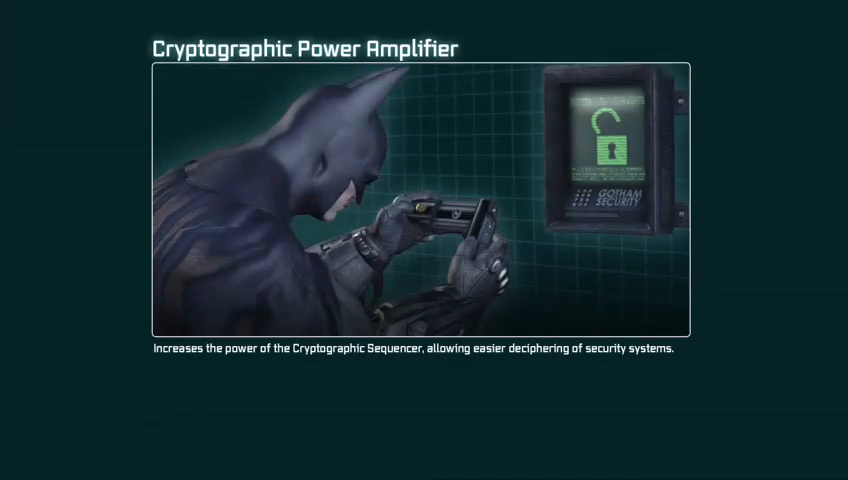 Cryptographic Power Amplifier
GOTHAM
SECURITY
Increases the power of the Cryptographic Sequencer, allowing easier deciphering of security systems.